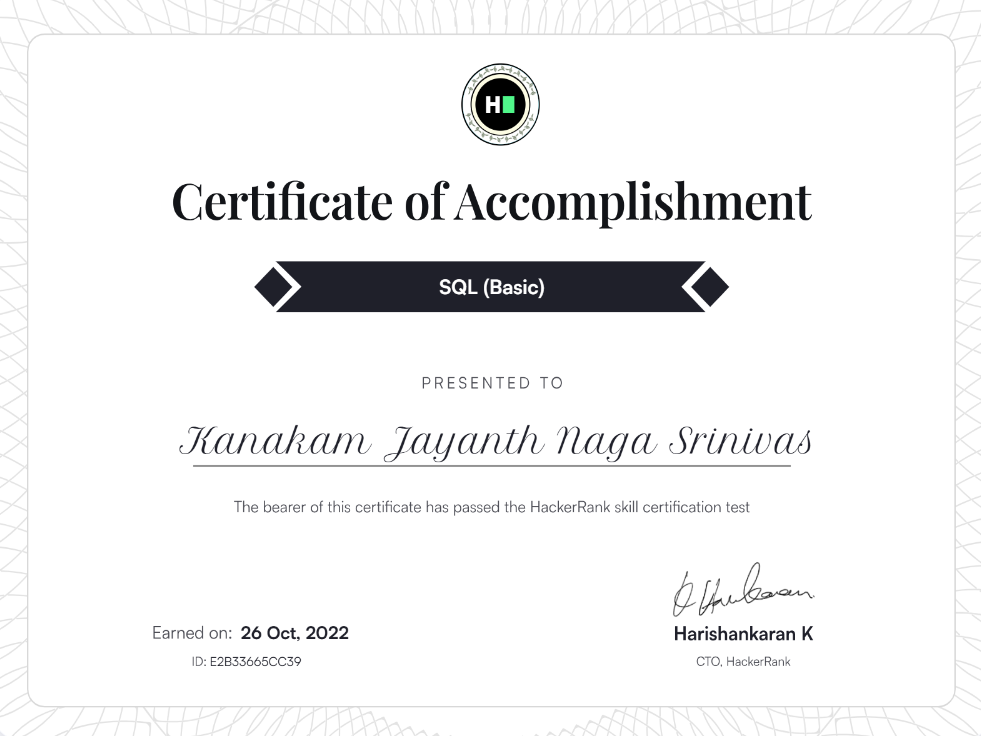 H
Certificate of Accomplishment
SQL (Basic)
PRESENTED TO
Kanakam Jayanth Naga Srinivas
The bearer of this certificate has passed the HackerRank skill certification test
Earned on: 26 Oct, 2022
ID: E2B33665CC39
K Harikaran
Harishankaran K
CTO, HackerRank